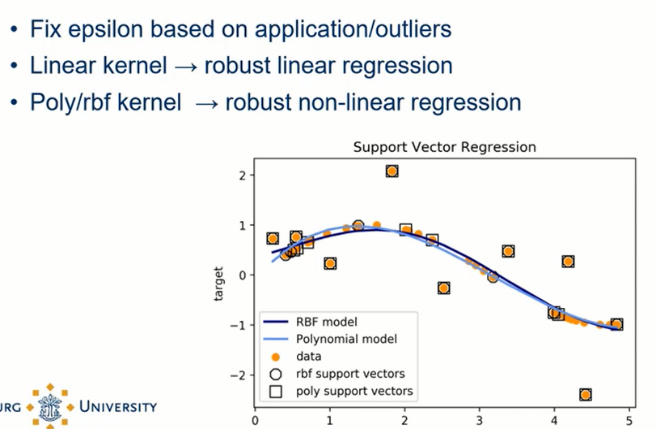 • Fix epsilon based on application/outliers
• Linear kernel → robust linear regression
• Poly/rbf kernel → robust non-linear regression
Support Vector Regression
2
1
0
−1
−2
target
RBF model
Polynomial model
data
rbf support vectors
poly support vectors
0 1 2 3 4 5
URG UNIVERSITY